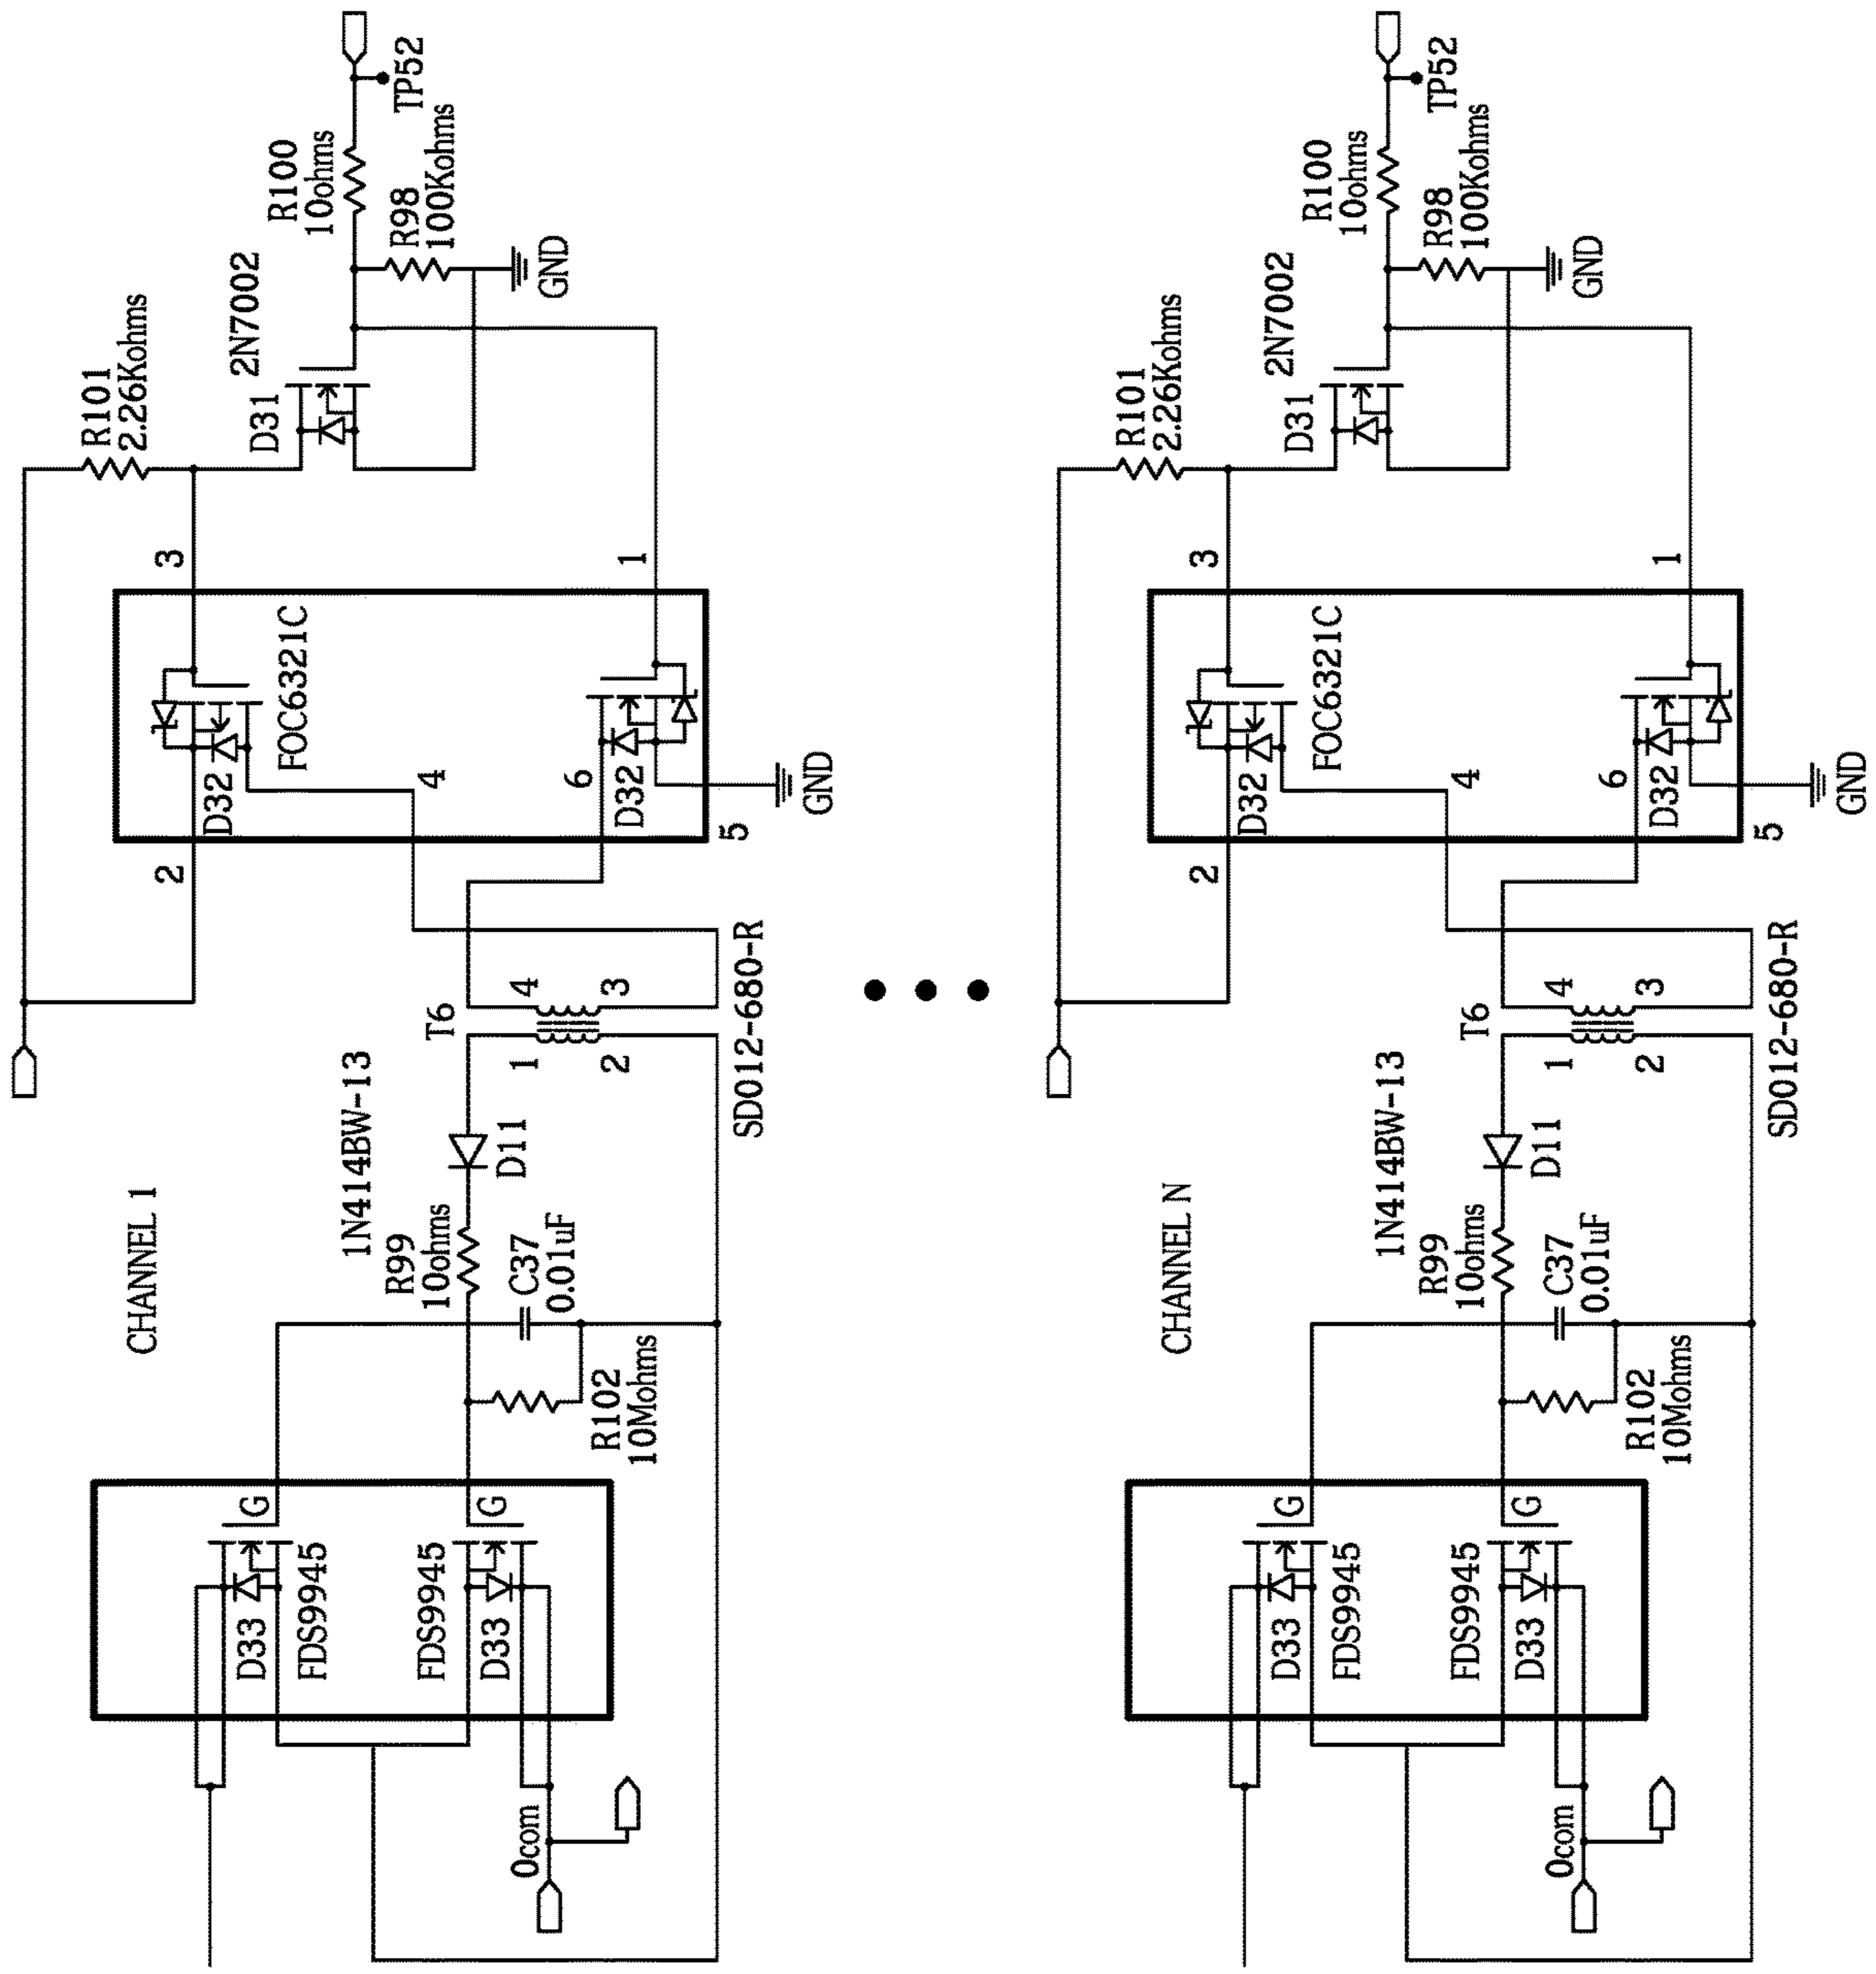 CHANNEL 1
R101
2.26Kohms
2
3
D32
FOC6321C
4
6
D32
5
GND
1
D31
2N7002
R100
10ohms
TP52
R98
100Kohms
GND
D33
FDS9945
G
FDS9945
D33
G
0com
R102
10Mohms
C37
0.01uF
R99
10ohms
1N414BW-13
D11
T6
1
4
2
3
SD012-680-R
CHANNEL N
R101
2.26Kohms
2
3
D32
FOC6321C
4
6
D32
5
GND
1
D31
2N7002
R100
10ohms
TP52
R98
100Kohms
GND
D33
FDS9945
G
FDS9945
D33
G
0com
R102
10Mohms
C37
0.01uF
R99
10ohms
1N414BW-13
D11
T6
1
4
2
3
SD012-680-R